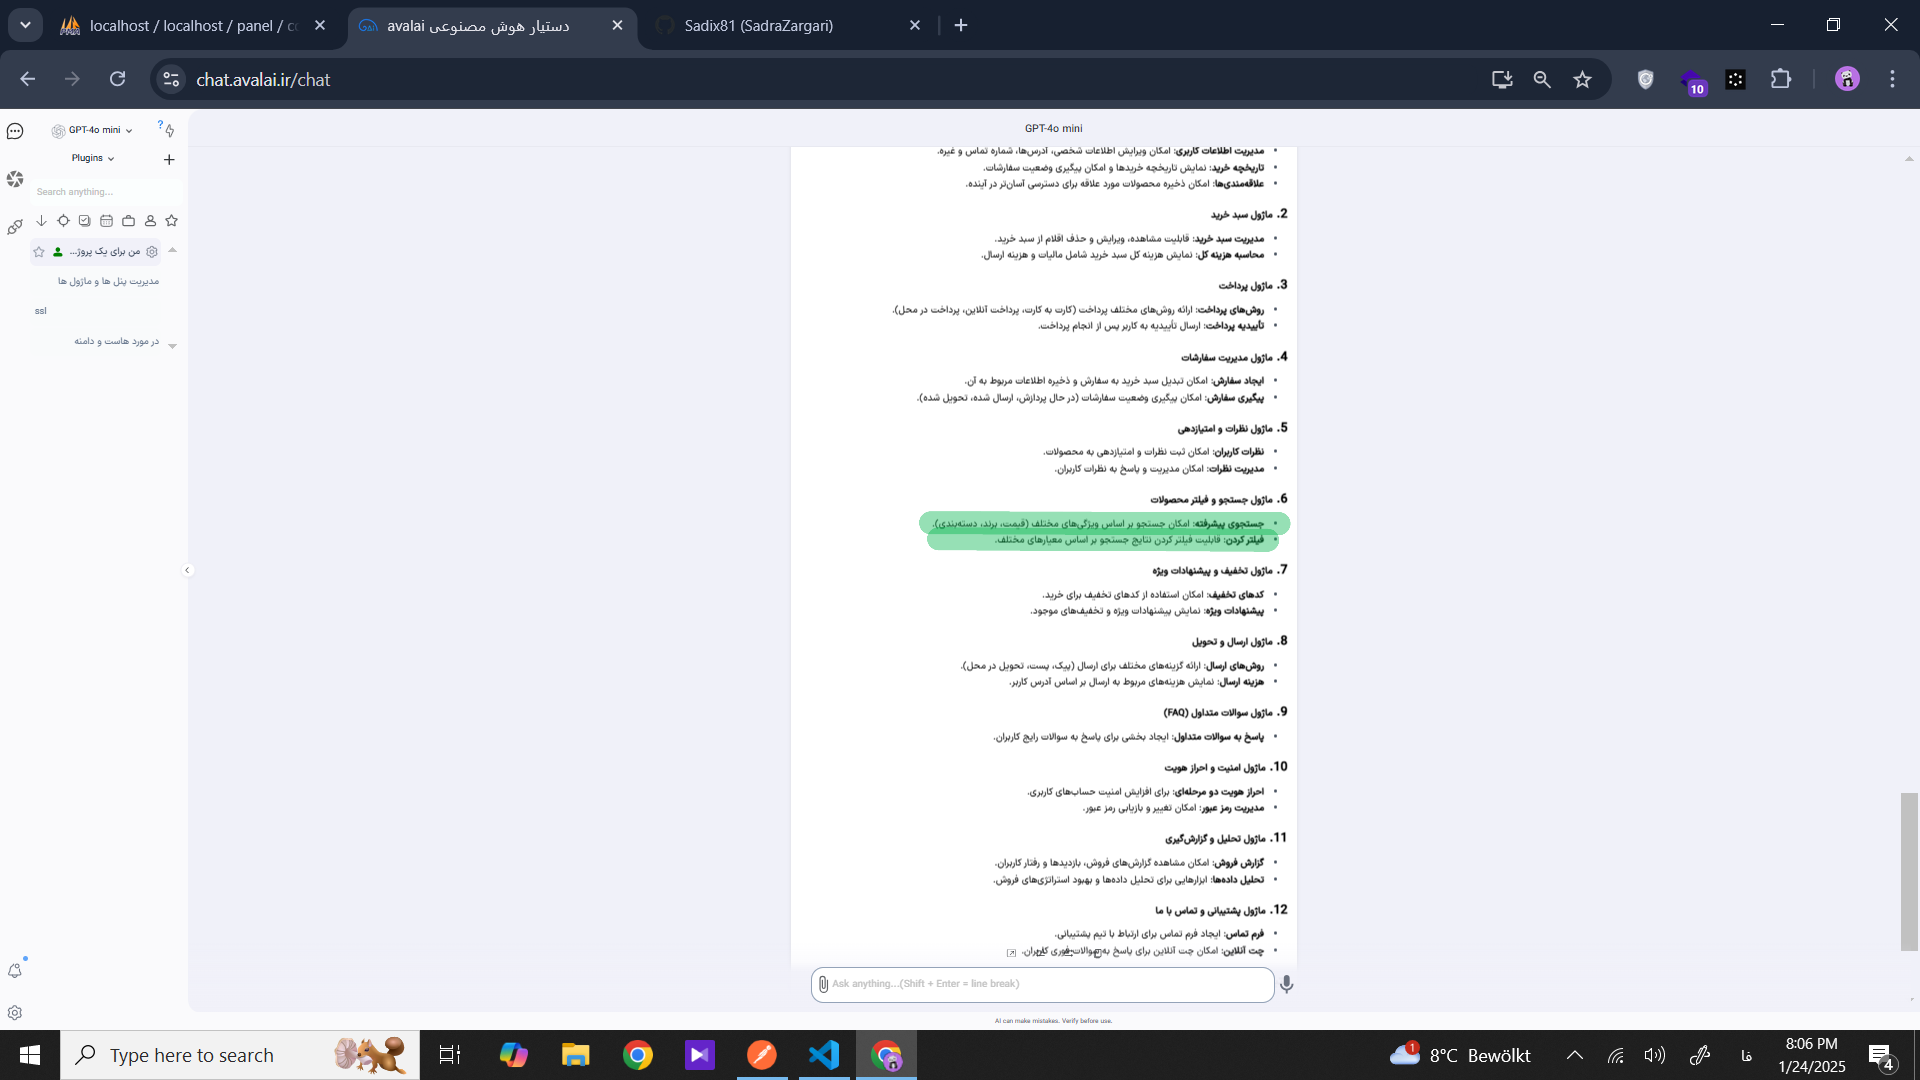 localhost / localhost / panel / cc
دستیار هوش مصنوعی avalai
Sadix81 (SadraZargari)
chat.avalai.ir/chat
10
GPT-4o mini
?
Plugins
Search anything...
من برای یک پروژ...
مدیریت پنل ها و ماژول ها
ssl
در مورد هاست و دامنه
GPT-4o mini
مدیریت اطلاعات کاربری: امکان ویرایش اطلاعات شخصی، آدرس‌ها، شماره تماس و غیره.
تاریخچه خرید: نمایش تاریخچه خریدها و امکان پیگیری وضعیت سفارشات.
علاقه‌مندی‌ها: امکان ذخیره محصولات مورد علاقه برای دسترسی آسان‌تر در آینده.
2. ماژول سبد خرید
مدیریت سبد خرید: قابلیت مشاهده، ویرایش و حذف اقلام از سبد خرید.
محاسبه هزینه کل: نمایش هزینه کل سبد خرید شامل مالیات و هزینه ارسال.
3. ماژول پرداخت
روش‌های پرداخت: ارائه روش‌های مختلف پرداخت (کارت به کارت، پرداخت آنلاین، پرداخت در محل).
تأییدیه پرداخت: ارسال تأییدیه به کاربر پس از انجام پرداخت.
4. ماژول مدیریت سفارشات
ایجاد سفارش: امکان تبدیل سبد خرید به سفارش و ذخیره اطلاعات مربوط به آن.
پیگیری سفارش: امکان پیگیری وضعیت سفارشات (در حال پردازش، ارسال شده، تحویل شده).
5. ماژول نظرات و امتیازدهی
نظرات کاربران: امکان ثبت نظرات و امتیازدهی به محصولات.
مدیریت نظرات: امکان مدیریت و پاسخ به نظرات کاربران.
6. ماژول جستجو و فیلتر محصولات
جستجوی پیشرفته: امکان جستجو بر اساس ویژگی‌های مختلف (قیمت، برند، دسته‌بندی).
فیلتر کردن: قابلیت فیلتر کردن نتایج جستجو بر اساس معیارهای مختلف.
7. ماژول تخفیف و پیشنهادات ویژه
کدهای تخفیف: امکان استفاده از کدهای تخفیف برای خرید.
پیشنهادات ویژه: نمایش پیشنهادات ویژه و تخفیف‌های موجود.
8. ماژول ارسال و تحویل
روش‌های ارسال: ارائه گزینه‌های مختلف برای ارسال (پیک، پست، تحویل در محل).
هزینه ارسال: نمایش هزینه‌های مربوط به ارسال بر اساس آدرس کاربر.
9. ماژول سوالات متداول (FAQ)
پاسخ به سوالات متداول: ایجاد بخشی برای پاسخ به سوالات رایج کاربران.
10. ماژول امنیت و احراز هویت
احراز هویت دو مرحله‌ای: برای افزایش امنیت حساب‌های کاربری.
مدیریت رمز عبور: امکان تغییر و بازیابی رمز عبور.
11. ماژول تحلیل و گزارش‌گیری
گزارش فروش: امکان مشاهده گزارش‌های فروش، بازدیدها و رفتار کاربران.
تحلیل داده‌ها: ابزارهایی برای تحلیل داده‌ها و بهبود استراتژی‌های فروش.
12. ماژول پشتیبانی و تماس با ما
فرم تماس: ایجاد فرم تماس برای ارتباط با تیم پشتیبانی.
چت آنلاین: امکان چت آنلاین برای پاسخ به سوالات فوری کاربران.
Ask anything...(Shift + Enter = line break)
AI can make mistakes. Verify before use.
Type here to search
1
8°C Bewölkt
فا
8:06 PM
1/24/2025
4